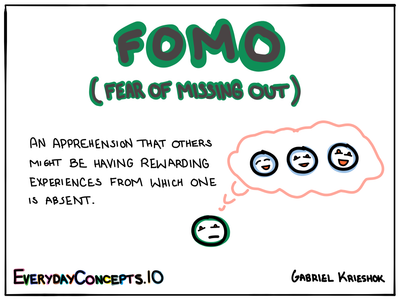 FOMO
(FEAR OF MISSING OUT)
AN APPREHENSION THAT OTHERS
MIGHT BE HAVING REWARDING
EXPERIENCES FROM WHICH ONE
IS ABSENT.
EVERYDAYCONCEPTS.IO
GABRIEL KRIESHOK